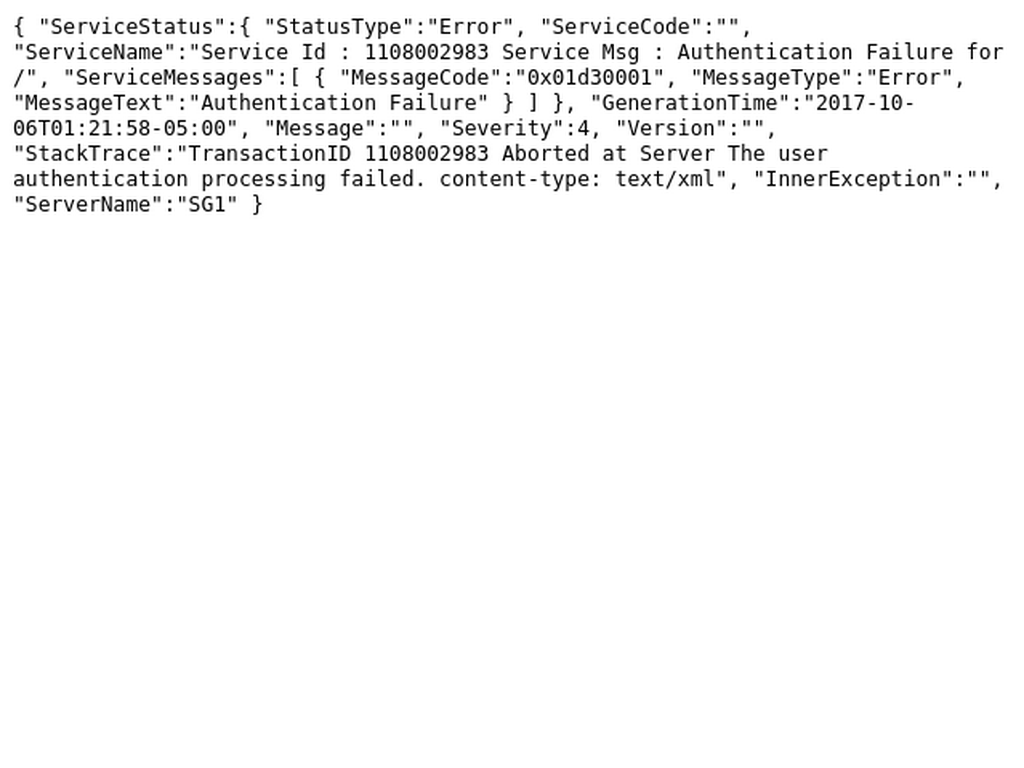 { "ServiceStatus":{ "StatusType":"Error", "ServiceCode":"",
"ServiceName":"Service Id : 1108002983 Service Msg : Authentication Failure for
/", "ServiceMessages":[ { "MessageCode":"0x01d30001", "MessageType":"Error",
"MessageText":"Authentication Failure" } ] }, "GenerationTime":"2017-10-
06T01:21:58-05:00", "Message":"", "Severity":4, "Version":"",
"StackTrace":"TransactionID 1108002983 Aborted at Server The user
authentication processing failed. content-type: text/xml", "InnerException":"",
"ServerName":"SG1" }